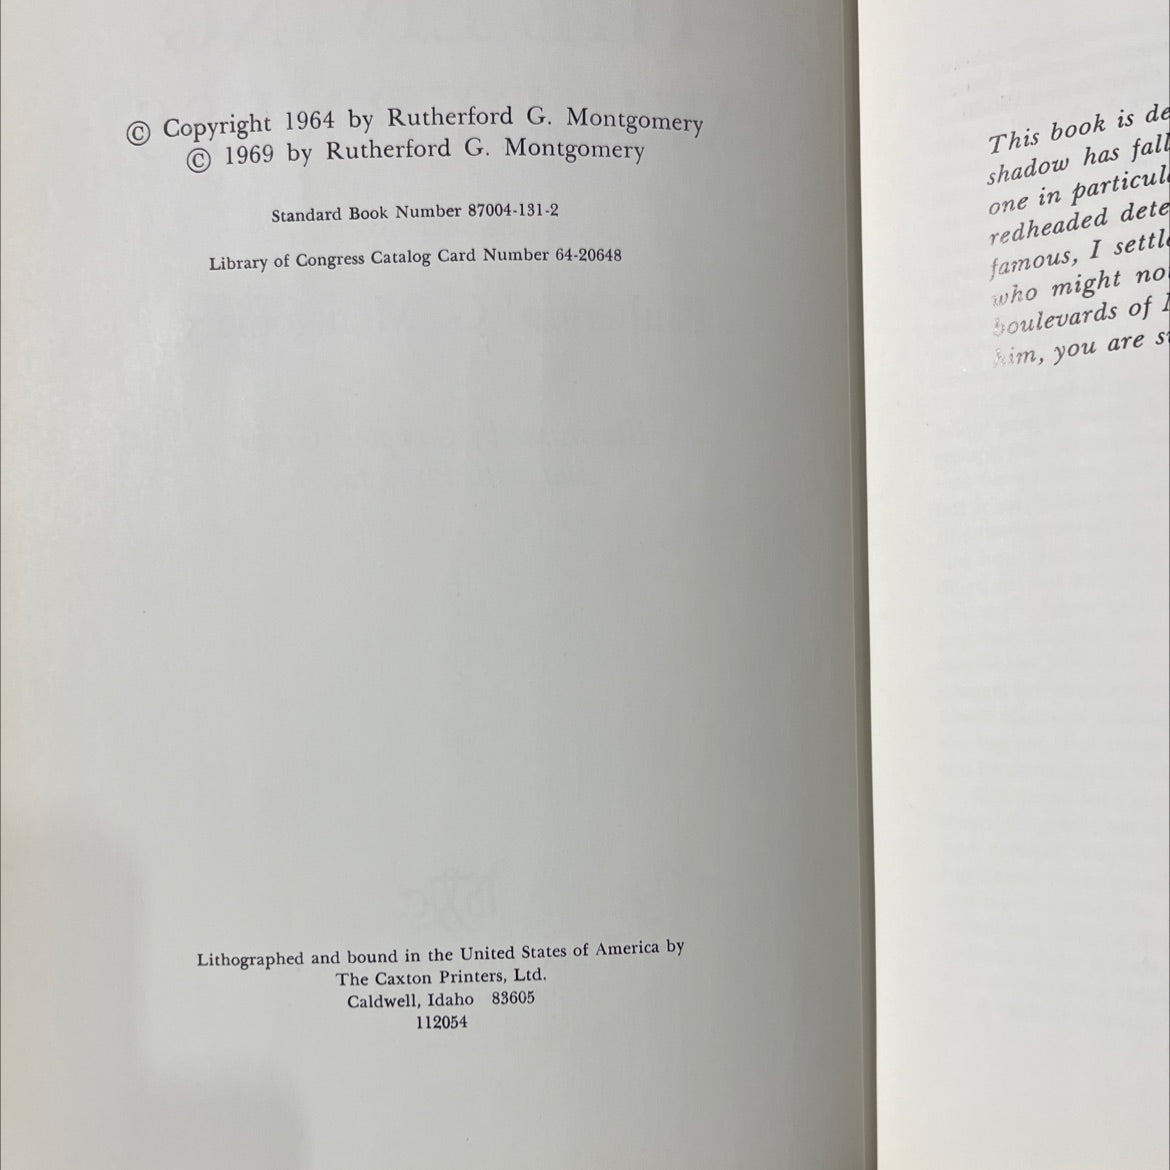 © Copyright 1964 by Rutherford G. Montgomery
© 1969 by Rutherford G. Montgomery
Standard Book Number 87004-131-2
Library of Congress Catalog Card Number 64-20648
Lithographed and bound in the United States of America by
The Caxton Printers, Ltd.
Caldwell, Idaho 83605
112054
This book is de
shadow has fall
one in particul
redheaded dete
famous, I settl
who might no
boulevards of
him, you are s